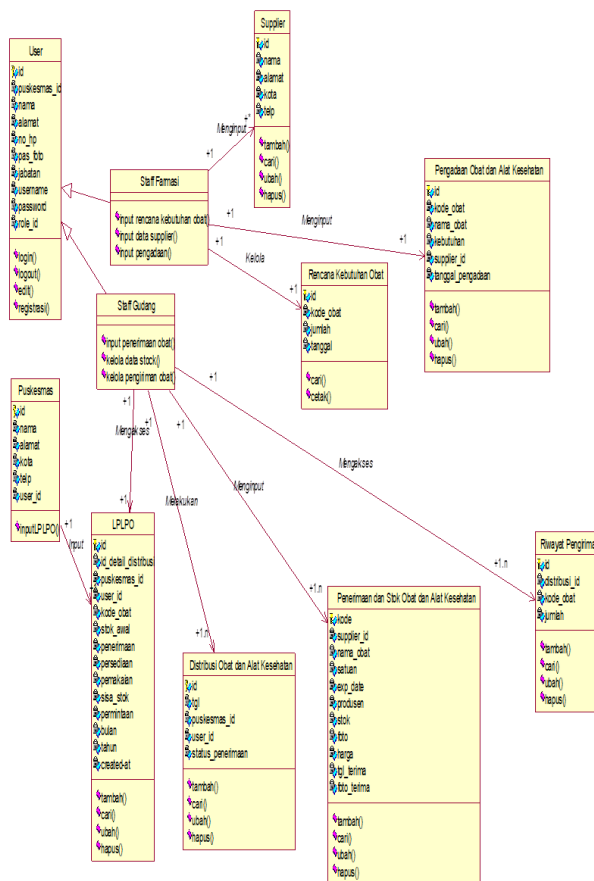 Supplier
id
nama
alamat
kota
telp
tambah()
cari()
ubah()
hapus()
User
id
puskesmas_id
nama
alamat
no_hp
pas_foto
jabatan
username
password
role_id
login()
logout()
edit()
registrasi()
Staff Farmasi
input rencana kebutuhan obat()
input data supplier()
input pengadaan()
+1
Menginput
+*
+1
Menginput
+1
+1
Kelola
+1
Pengadaan Obat dan Alat Kesehatan
id
kode_obat
nama_obat
kebutuhan
supplier_id
tanggal_pengadaan
tambah()
cari()
ubah()
hapus()
Rencana Kebutuhan Obat
id
kode_obat
jumlah
tanggal
cari()
cetak()
Staff Gudang
input penerimaan obat()
kelola data stock()
kelola pengiriman obat()
+1
Mengakses
+1
+1
Melakukan
+1..n
+1
Menginput
+1..n
+1
Mengakses
+1..n
Puskesmas
id
nama
alamat
kota
telp
user_id
inputLPLPO()
+1
Input
LPLPO
id
id_detail_distribusi
puskesmas_id
user_id
kode_obat
stok_awal
penerimaan
persediaan
pemakaian
sisa_stok
permintaan
bulan
tahun
created-at
tambah()
cari()
ubah()
hapus()
Distribusi Obat dan Alat Kesehatan
id
tgl
puskesmas_id
user_id
status_penerimaan
tambah()
cari()
ubah()
hapus()
Penerimaan dan Stok Obat dan Alat Kesehatan
kode
supplier_id
nama_obat
satuan
exp_date
produsen
stok
foto
harga
tgl_terima
foto_terima
tambah()
cari()
ubah()
hapus()
Riwayat Pengirima
id
distribusi_id
kode_obat
jumlah
tambah()
cari()
ubah()
hapus()